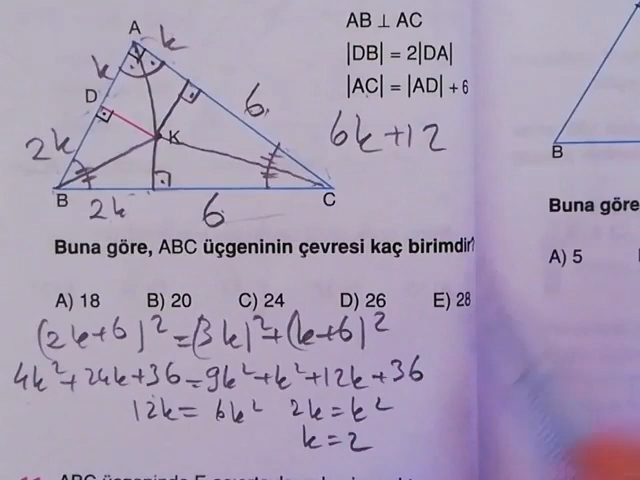 A
k
AB ⊥ AC
|DB| = 2|DA|
|AC| = |AD| + 6
k
D
6
6k+12
K
2k
B
2k
6
C
B
Buna göre, ABC üçgeninin çevresi kaç birimdir?
Buna göre
A) 18 B) 20 C) 24 D) 26 E) 28
A) 5
(2k+6)²=(3k)²+(k+6)²
4k²+24k+36=9k²+k²+12k+36
12k= 6k² 2k=k²
k=2